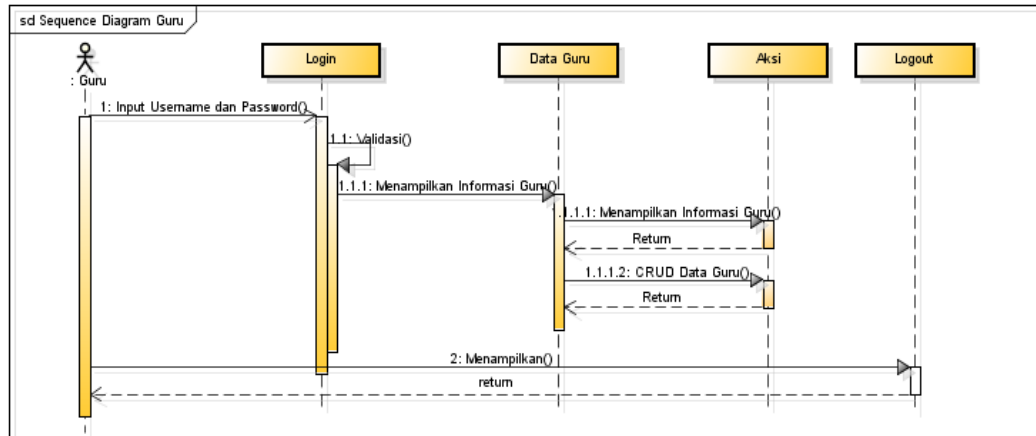 sd Sequence Diagram Guru
: Guru
Login
Data Guru
Aksi
Logout
1: Input Username dan Password()
1.1: Validasi()
1.1.1: Menampilkan Informasi Guru()
1.1.1.1: Menampilkan Informasi Guru()
Return
1.1.1.2: CRUD Data Guru()
Return
2: Menampilkan()
return